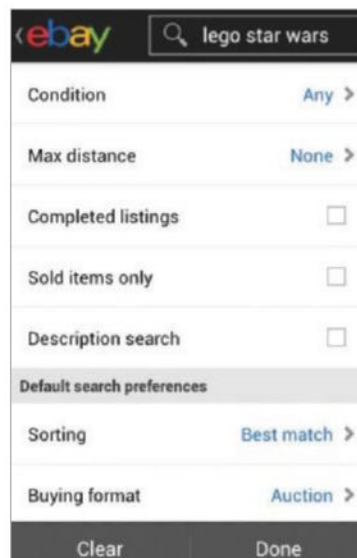 ebay lego star wars
Condition Any
Max distance None
Completed listings
Sold items only
Description search
Default search preferences
Sorting Best match
Buying format Auction
Clear Done